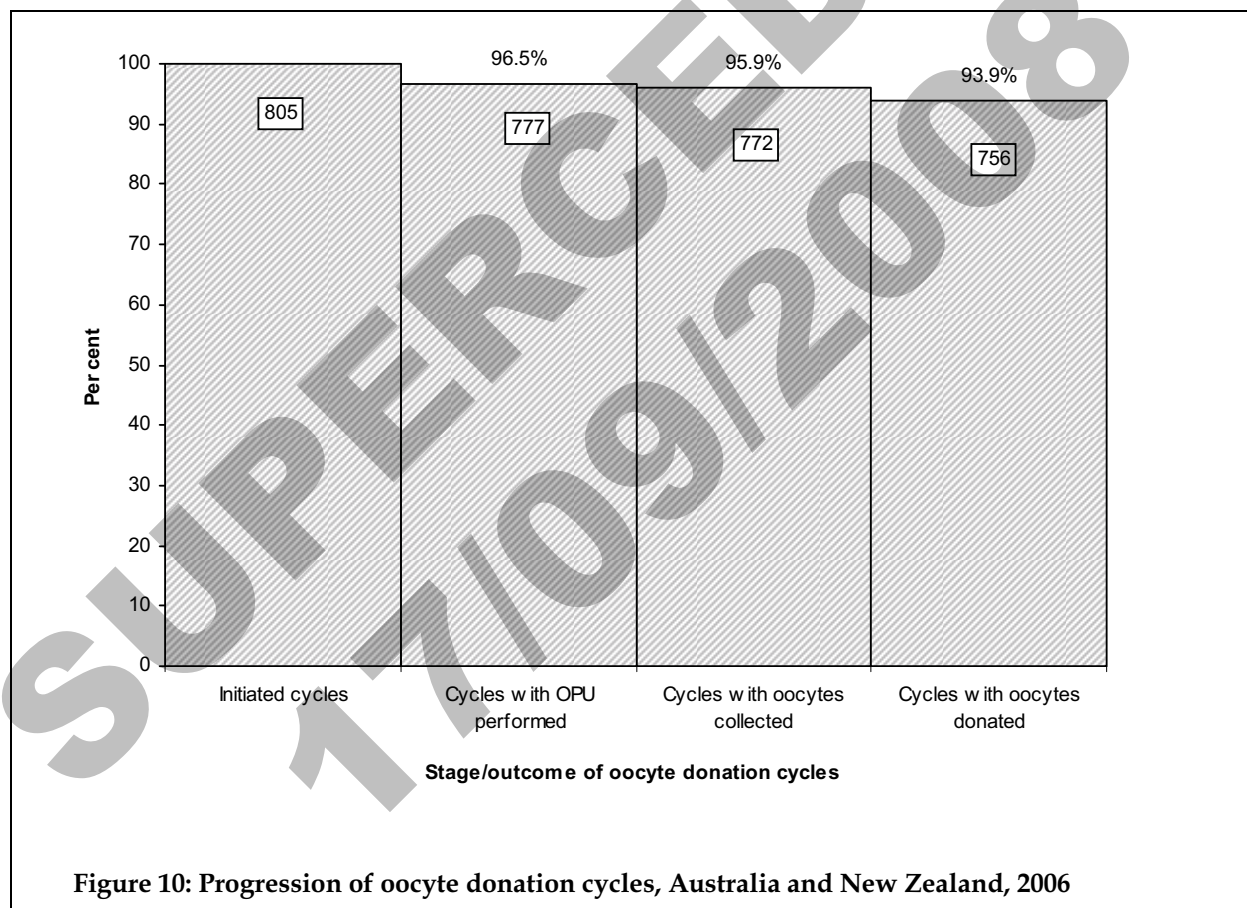 100
90
80
70
60
50
40
30
20
10
0
Per cent
96.5%
95.9%
93.9%
805
777
772
756
Initiated cycles
Cycles with OPU
performed
Cycles with oocytes
collected
Cycles with oocytes
donated
Stage/outcome of oocyte donation cycles
SUPERCED
17/09/2008
Figure 10: Progression of oocyte donation cycles, Australia and New Zealand, 2006